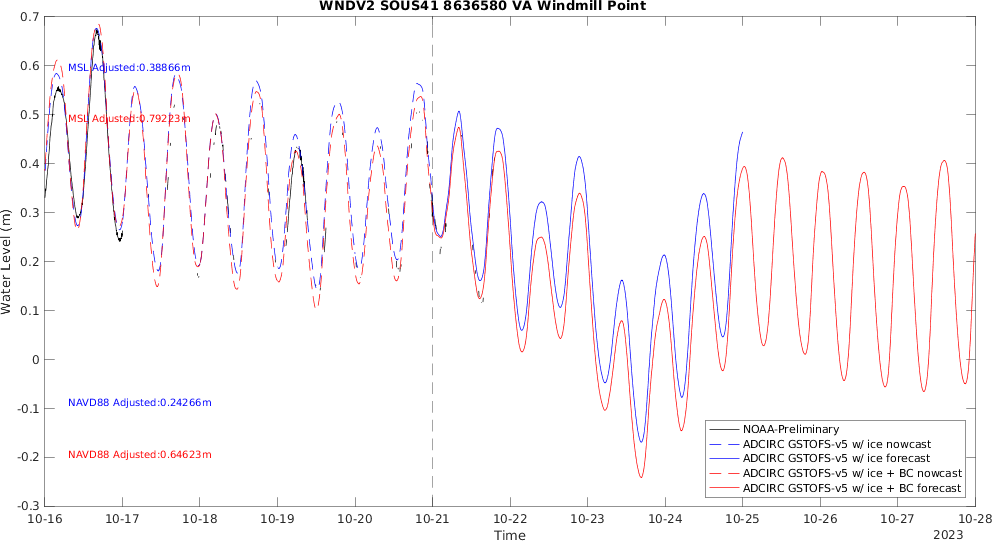 WNDV2 SOUS41 8636580 VA Windmill Point
0.7
0.6
0.5
0.4
0.3
0.2
0.1
0
-0.1
-0.2
-0.3
Water Level (m)
MSL Adjusted:0.38866m
MSL Adjusted:0.79223m
NAVD88 Adjusted:0.24266m
NAVD88 Adjusted:0.64623m
NOAA-Preliminary
ADCIRC GSTOFS-v5 w/ ice nowcast
ADCIRC GSTOFS-v5 w/ ice forecast
ADCIRC GSTOFS-v5 w/ ice + BC nowcast
ADCIRC GSTOFS-v5 w/ ice + BC forecast
10-16 10-17 10-18 10-19 10-20 10-21 10-22 10-23 10-24 10-25 10-26 10-27 10-28
Time
2023